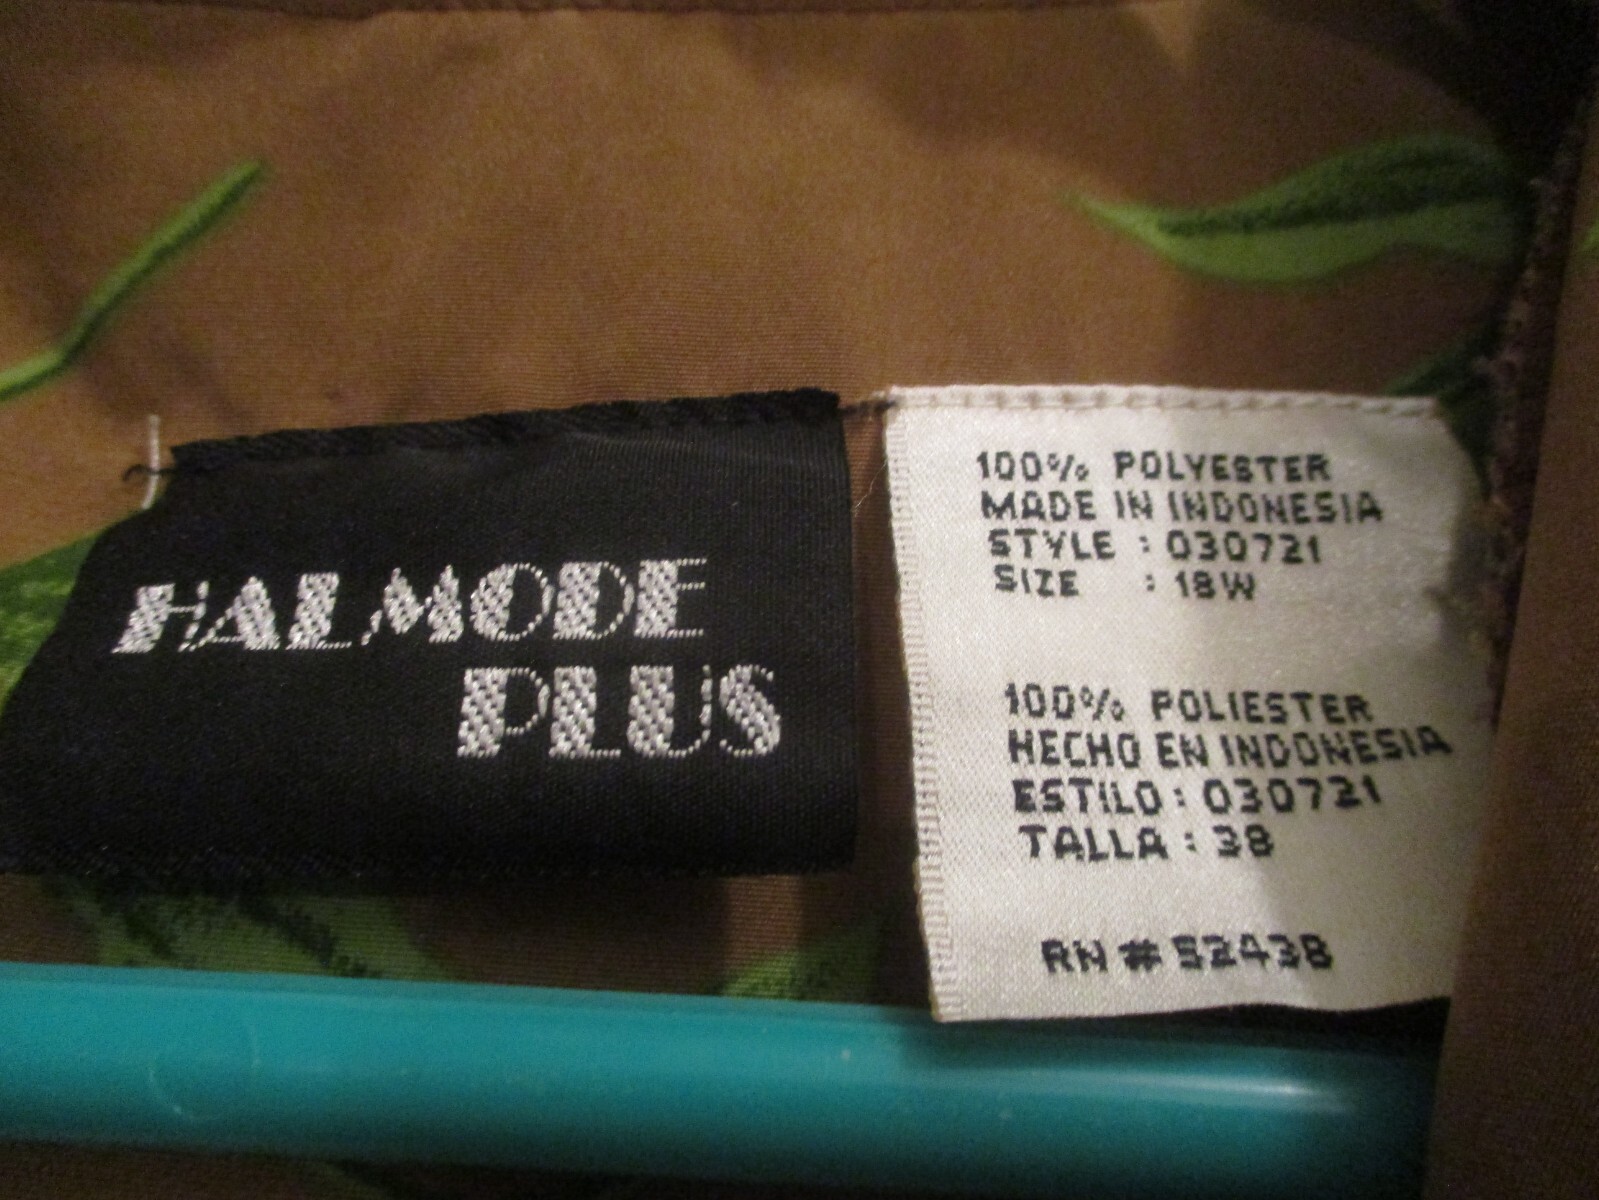 HALMODE
PLUS
100% POLYESTER
MADE IN INDONESIA
STYLE : 030721
SIZE : 18W
100% POLIESTER
HECHO EN INDONESIA
ESTILO : 030721
TALLA : 38
RN # 52438